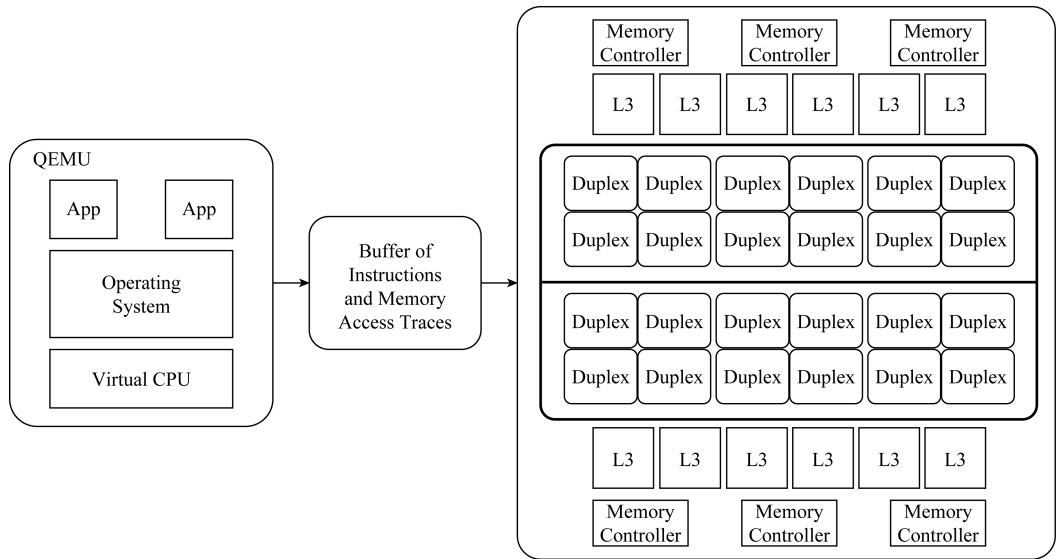 QEMU
App App
Operating
System
Virtual CPU
Buffer of
Instructions
and Memory
Access Traces
Memory Memory Memory
Controller Controller Controller
L3 L3 L3 L3 L3 L3
Duplex Duplex Duplex Duplex Duplex Duplex
Duplex Duplex Duplex Duplex Duplex Duplex
Duplex Duplex Duplex Duplex Duplex Duplex
Duplex Duplex Duplex Duplex Duplex Duplex
L3 L3 L3 L3 L3 L3
Memory Memory Memory
Controller Controller Controller